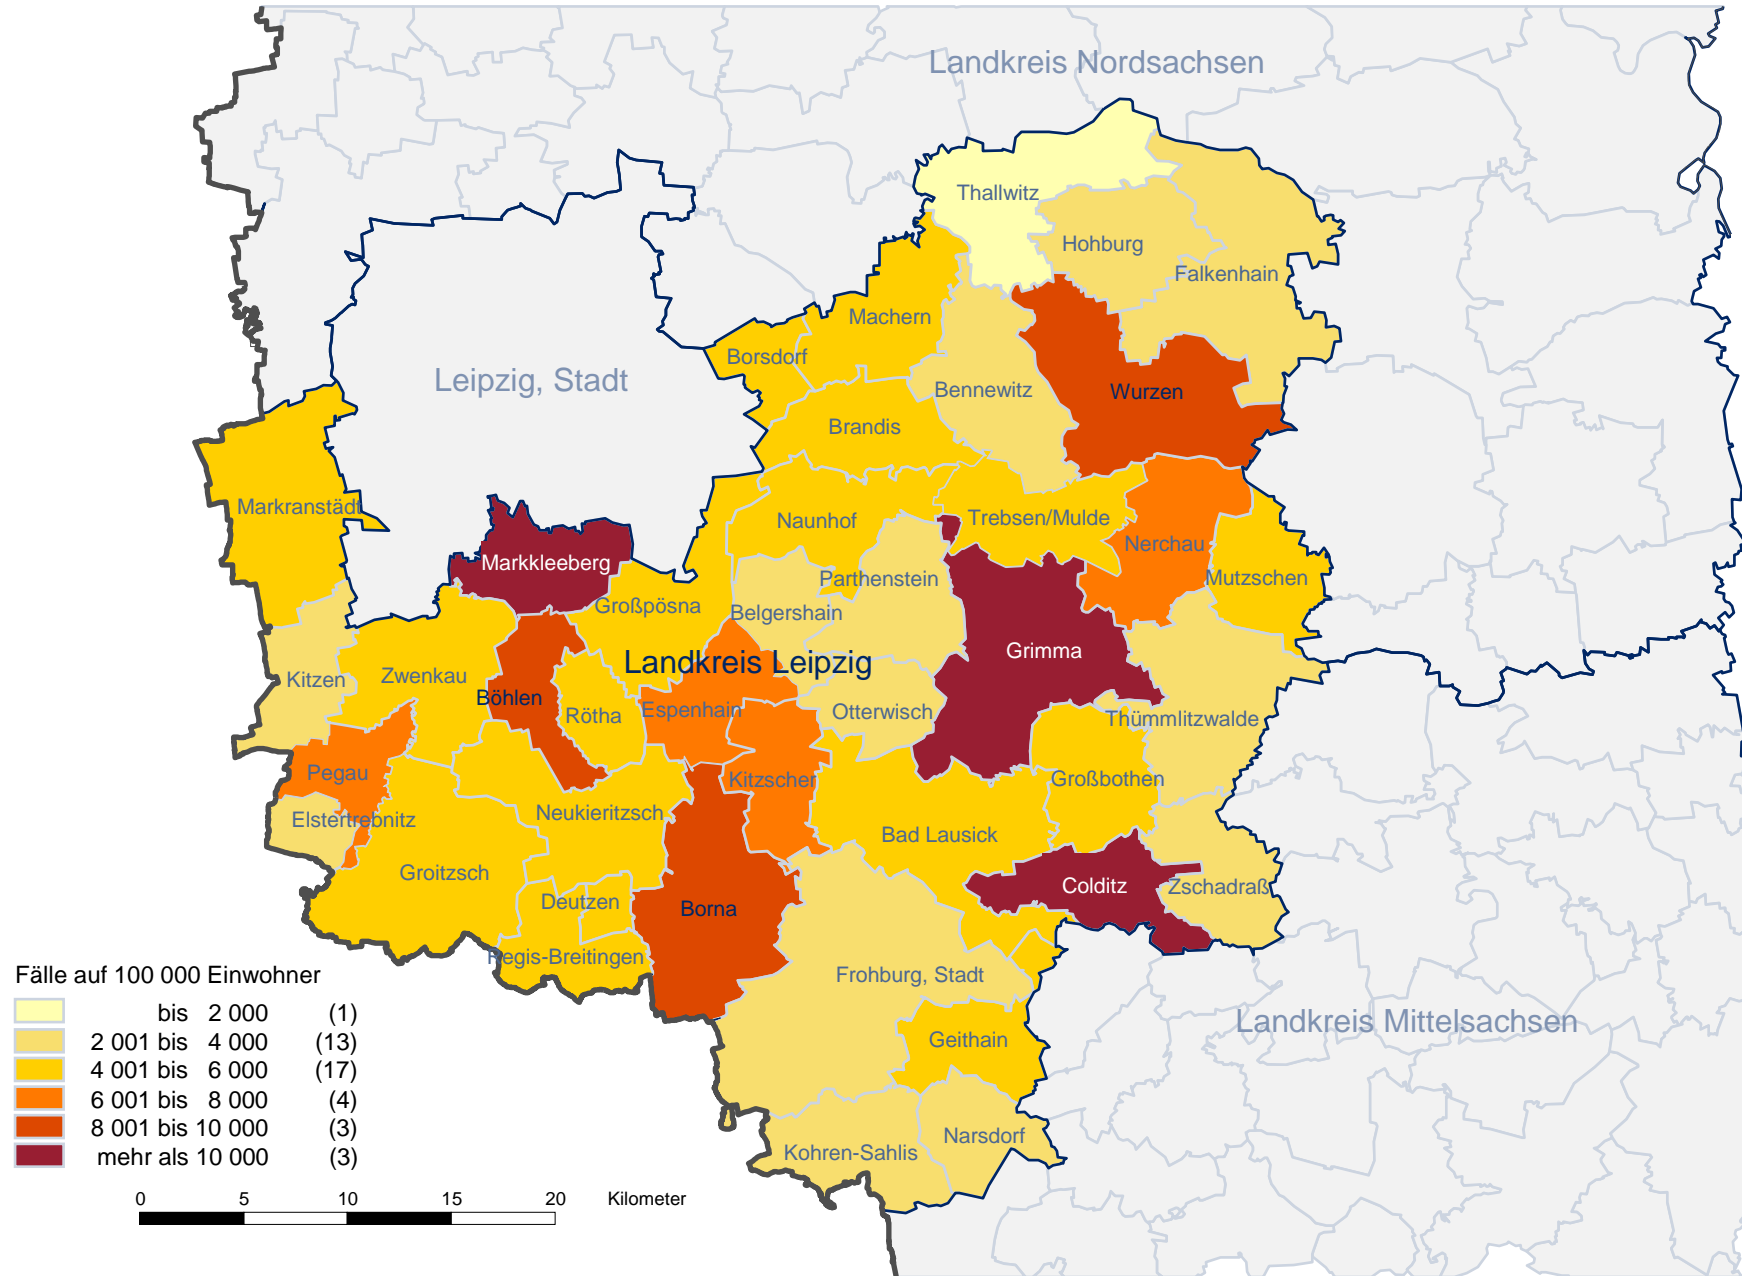 Landkreis Nordsachsen
Thallwitz
Hohburg
Falkenhain
Machern
Borsdorf
Leipzig, Stadt
Bennewitz
Wurzen
Brandis
Markranstädt
Naunhof
Trebsen/Mulde
Nerchau
Markkleeberg
Parthenstein
Mutzschen
Großpösna
Belgershain
Grimma
Landkreis Leipzig
Kitzen
Zwenkau
Böhlen
Rötha
Espenhain
Otterwisch
Thümmlitzwalde
Pegau
Kitzscher
Großbothen
Elstertrebnitz
Neukieritzsch
Bad Lausick
Groitzsch
Colditz
Zschadraß
Deutzen
Borna
Regis-Breitingen
Frohburg, Stadt
Geithain
Landkreis Mittelsachsen
Narsdorf
Kohren-Sahlis
Fälle auf 100 000 Einwohner
bis 2 000 (1)
2 001 bis 4 000 (13)
4 001 bis 6 000 (17)
6 001 bis 8 000 (4)
8 001 bis 10 000 (3)
mehr als 10 000 (3)
0 5 10 15 20 Kilometer